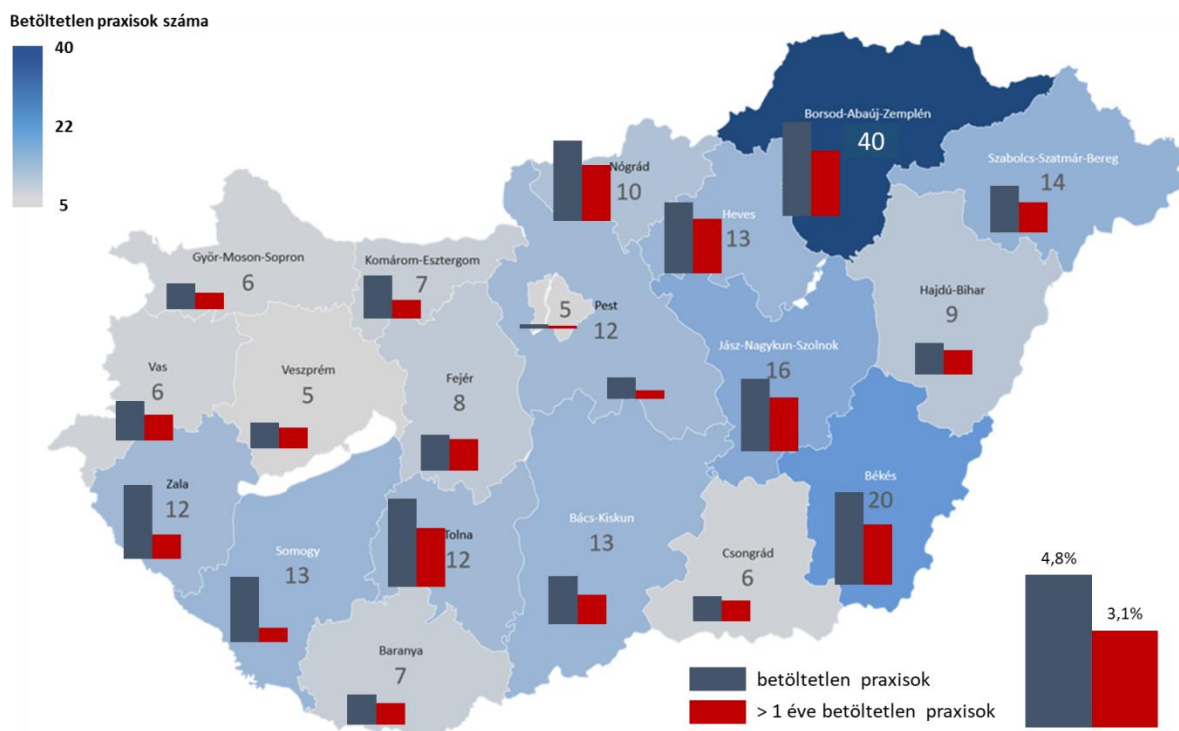 Betöltetlen praxisok száma
40
22
5
Borsod-Abaúj-Zemplén
40
Szabolcs-Szatmár-Bereg
14
Nógrád
10
Heves
13
Győr-Moson-Sopron
6
Komárom-Esztergom
7
Hajdú-Bihar
9
5
Pest
12
Jász-Nagykun-Szolnok
16
Vas
6
Veszprém
5
Fejér
8
Békés
20
Zala
12
Somogy
13
Tolna
12
Bács-Kiskun
13
Csongrád
6
Baranya
7
4,8%
3,1%
betöltetlen praxisok
> 1 éve betöltetlen praxisok